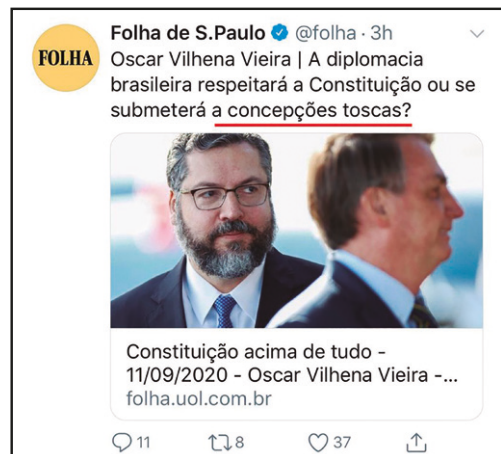 Folha de S.Paulo @folha · 3h
FOLHA
Oscar Vilhena Vieira | A diplomacia
brasileira respeitará a Constituição ou se
submeterá a concepções toscas?
Constituição acima de tudo -
11/09/2020 - Oscar Vilhena Vieira -...
folha.uol.com.br
11 8 37